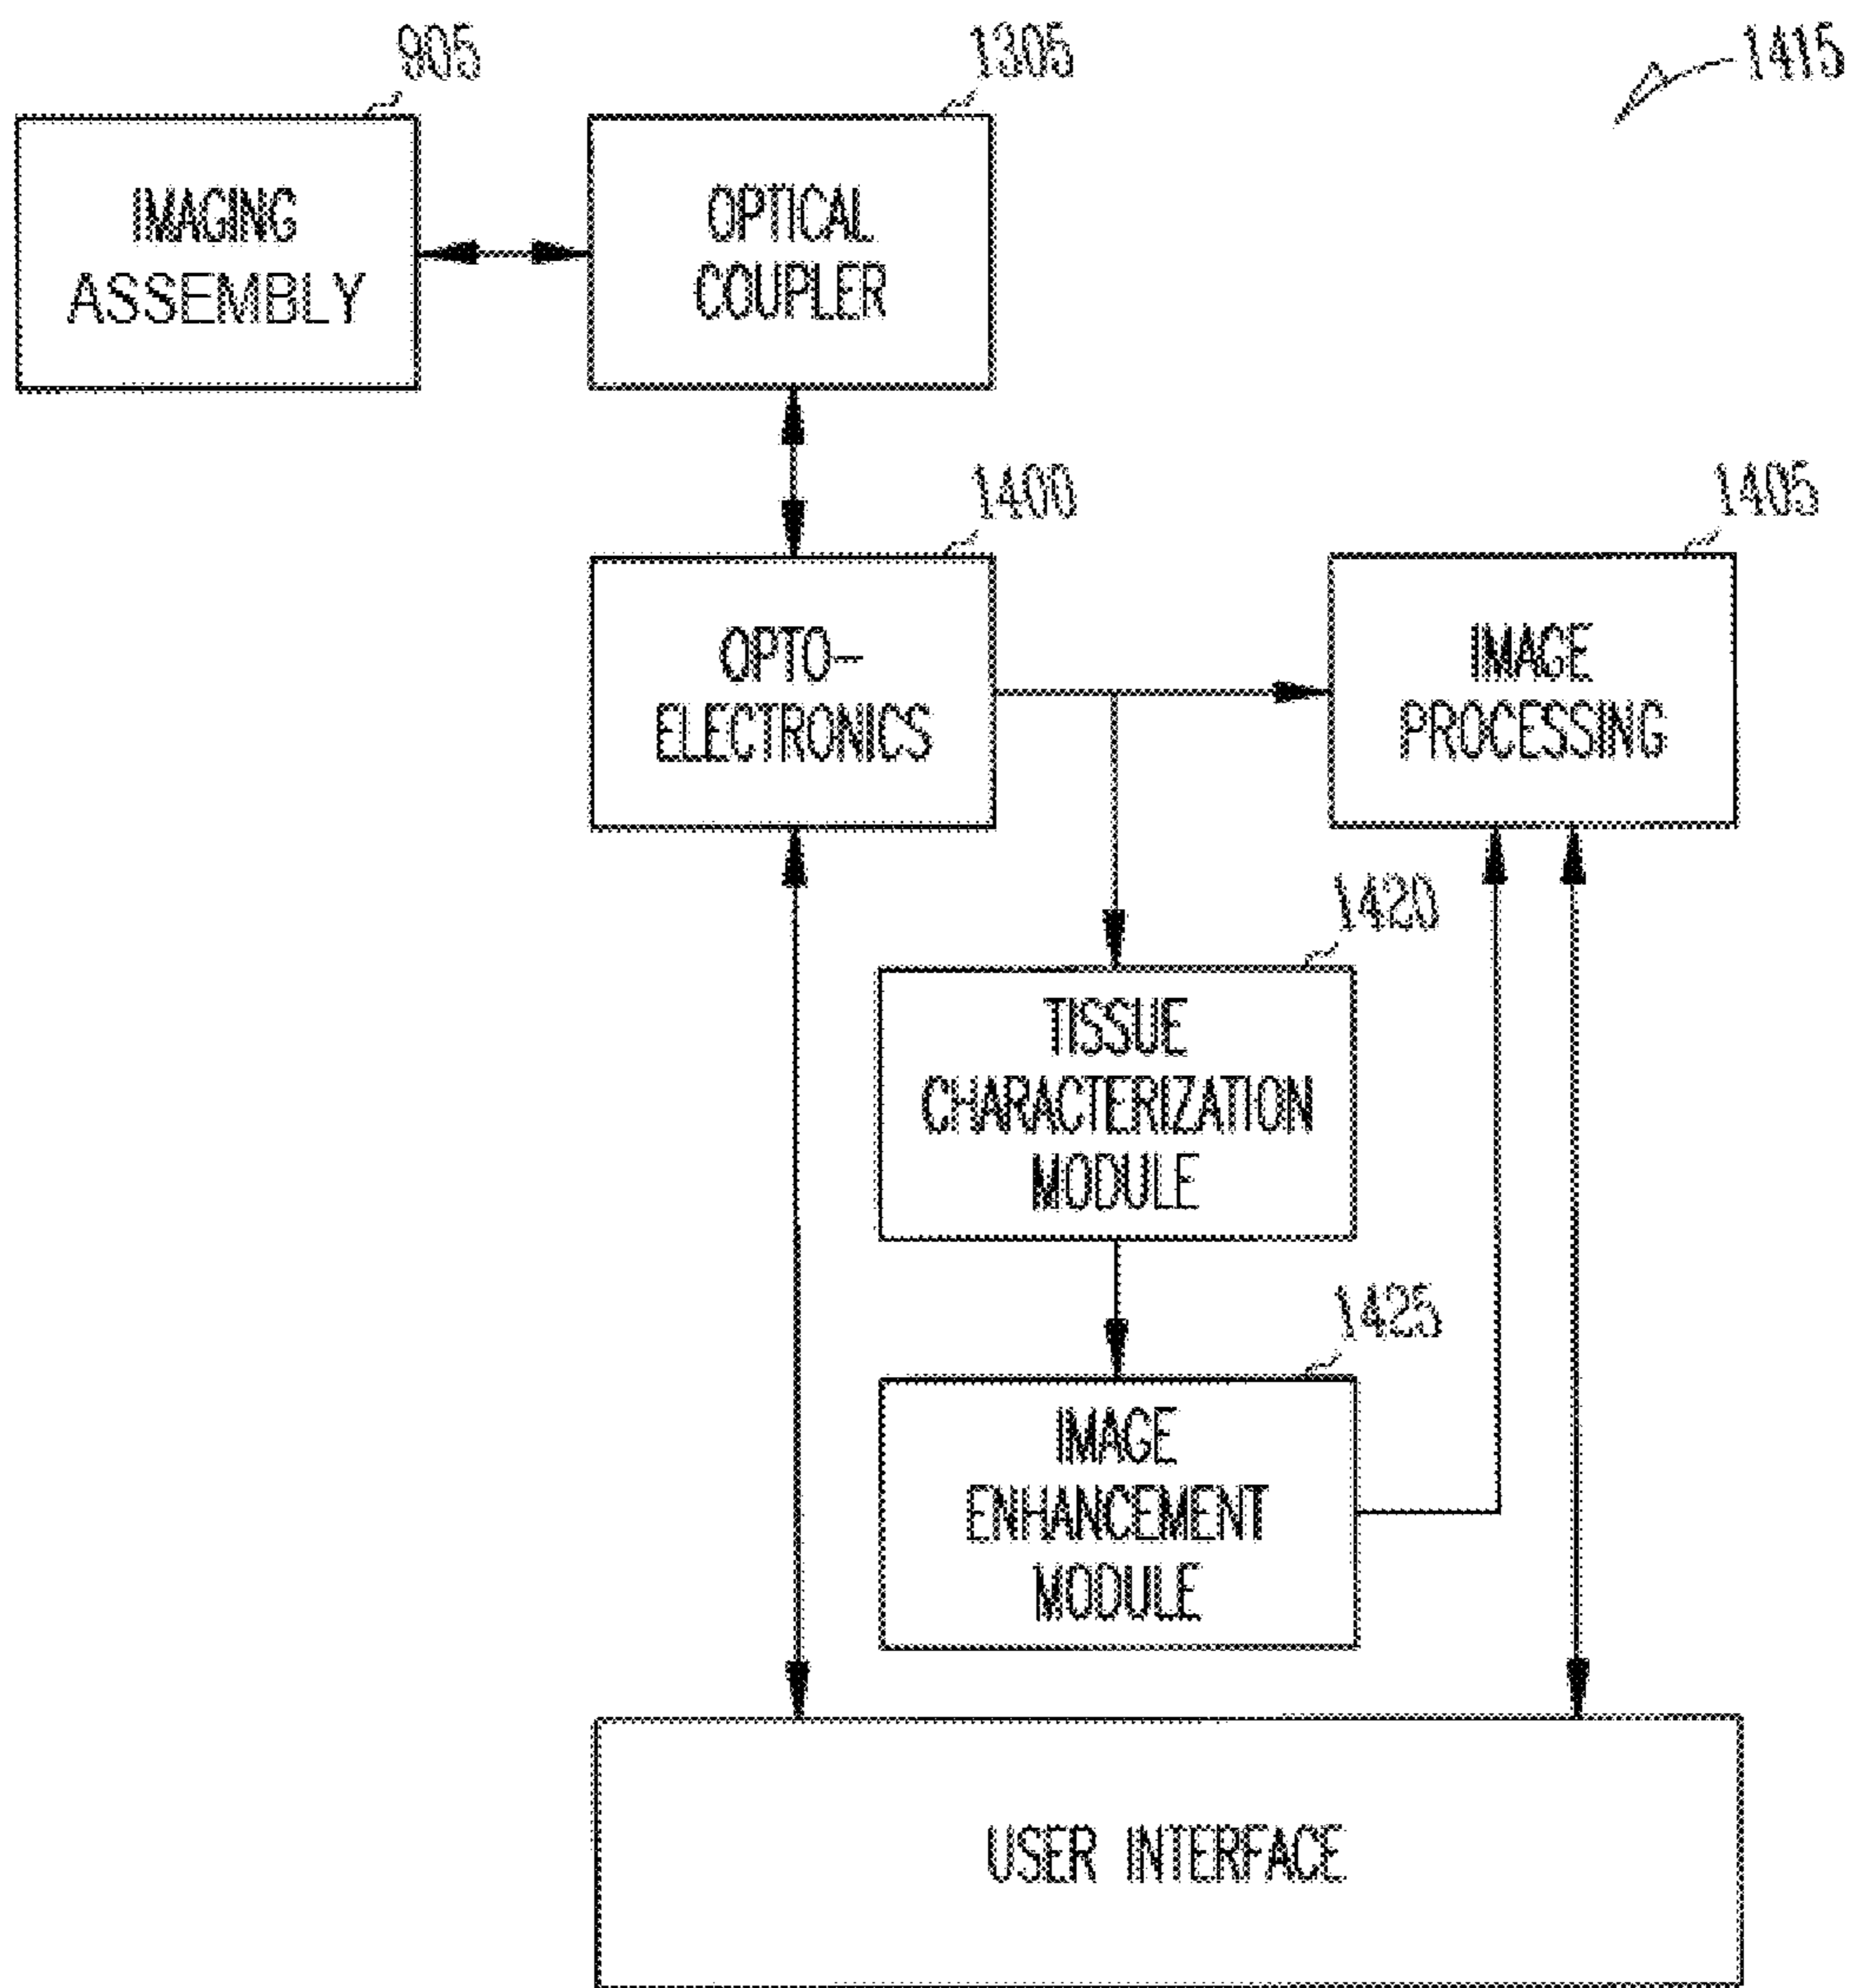 905
1305
1415
IMAGING
ASSEMBLY
OPTICAL
COUPLER
1400
1405
OPTO-
ELECTRONICS
IMAGE
PROCESSING
1420
TISSUE
CHARACTERIZATION
MODULE
1425
IMAGE
ENHANCEMENT
MODULE
USER INTERFACE